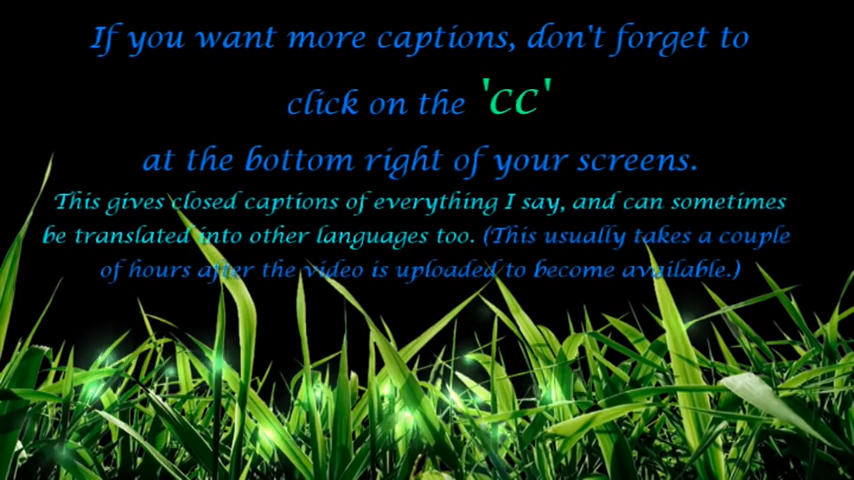 If you want more captions, don't forget to
click on the 'cc'
at the bottom right of your screens.
This gives closed captions of everything I say, and can sometimes
be translated into other languages too. (This usually takes a couple
of hours after the video is uploaded to become available.)